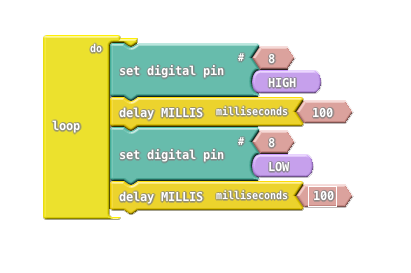 do
loop
set digital pin # 8
HIGH
delay MILLIS milliseconds 100
set digital pin # 8
LOW
delay MILLIS milliseconds 100